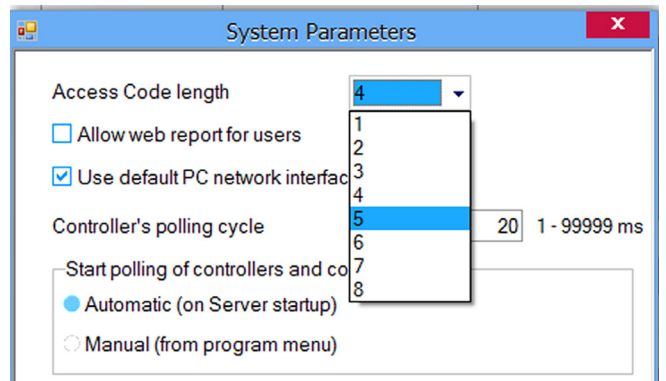 System Parameters
x
Access Code length 4
1
Allow web report for users
2
3
Use default PC network interfac
4
5
Controller's polling cycle 20 1 - 99999 ms
6
Start polling of controllers and co
7
8
Automatic (on Server startup)
Manual (from program menu)